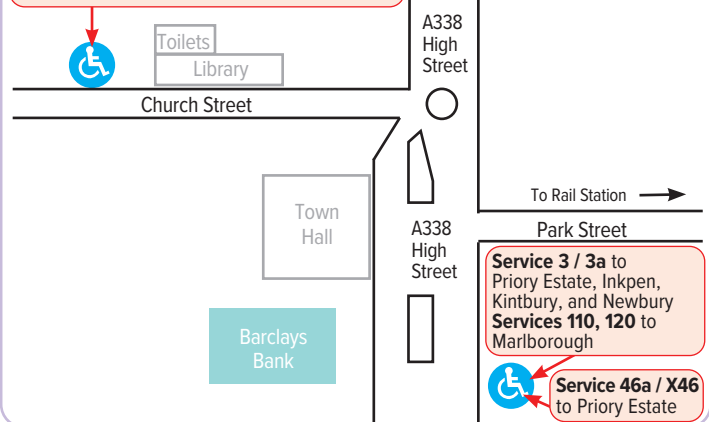 A338
High
Street
Toilets
Library
Church Street
To Rail Station
Town
Hall
A338
High
Street
Park Street
Service 3 / 3a to
Priory Estate, Inkpen,
Kintbury, and Newbury
Services 110, 120 to
Marlborough
Barclays
Bank
Service 46a / X46
to Priory Estate